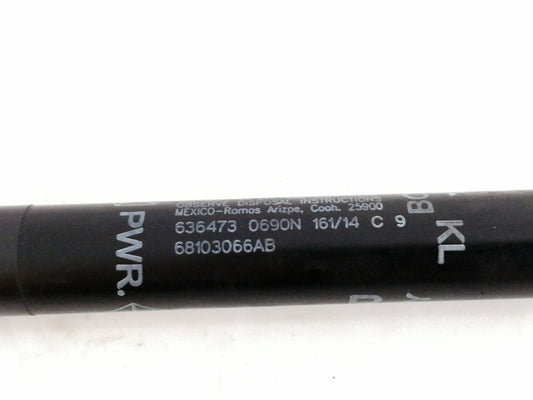 OBSERVE DISPOSAL INSTRUCTIONS
MEXICO-Ramos Arizpe, Coah. 25900
636473 0690N 161/14 C 9
68103066AB
PWR.
KL